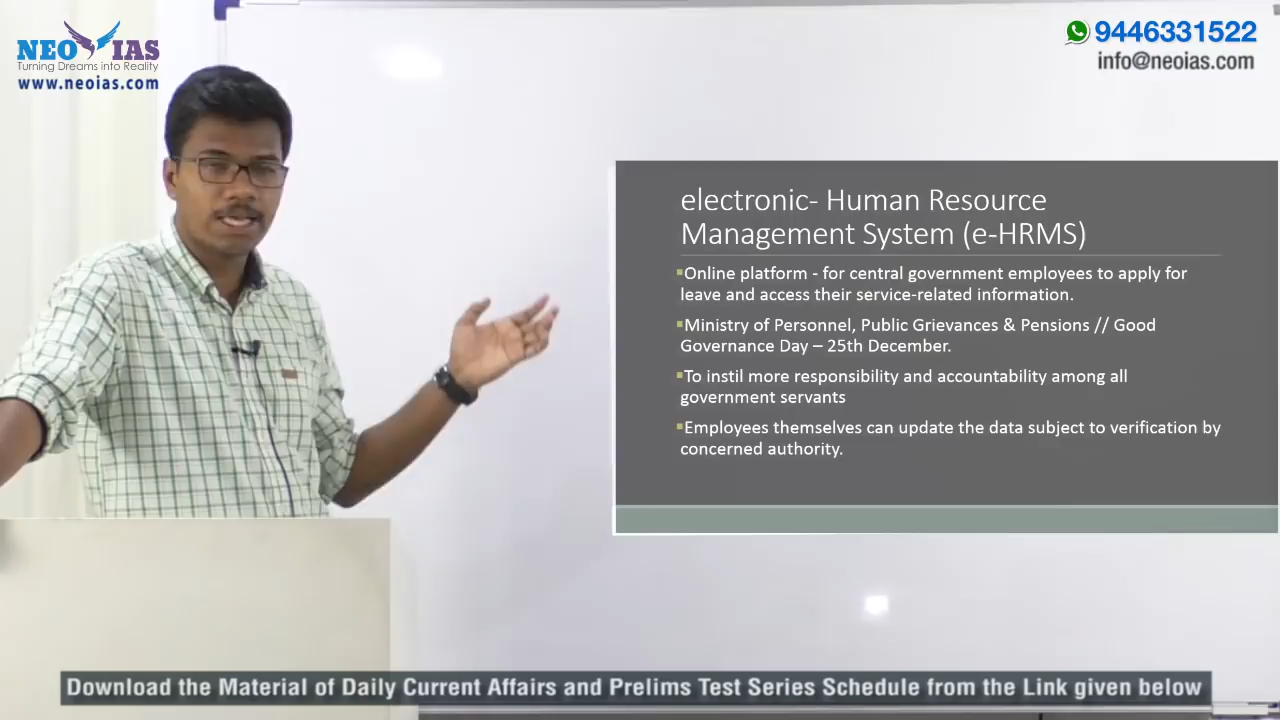 NEO IAS
Turning Dreams into Reality
www.neoias.com
9446331522
info@neoias.com
electronic- Human Resource
Management System (e-HRMS)
Online platform - for central government employees to apply for
leave and access their service-related information.
Ministry of Personnel, Public Grievances & Pensions // Good
Governance Day – 25th December.
To instil more responsibility and accountability among all
government servants
Employees themselves can update the data subject to verification by
concerned authority.
Download the Material of Daily Current Affairs and Prelims Test Series Schedule from the Link given below